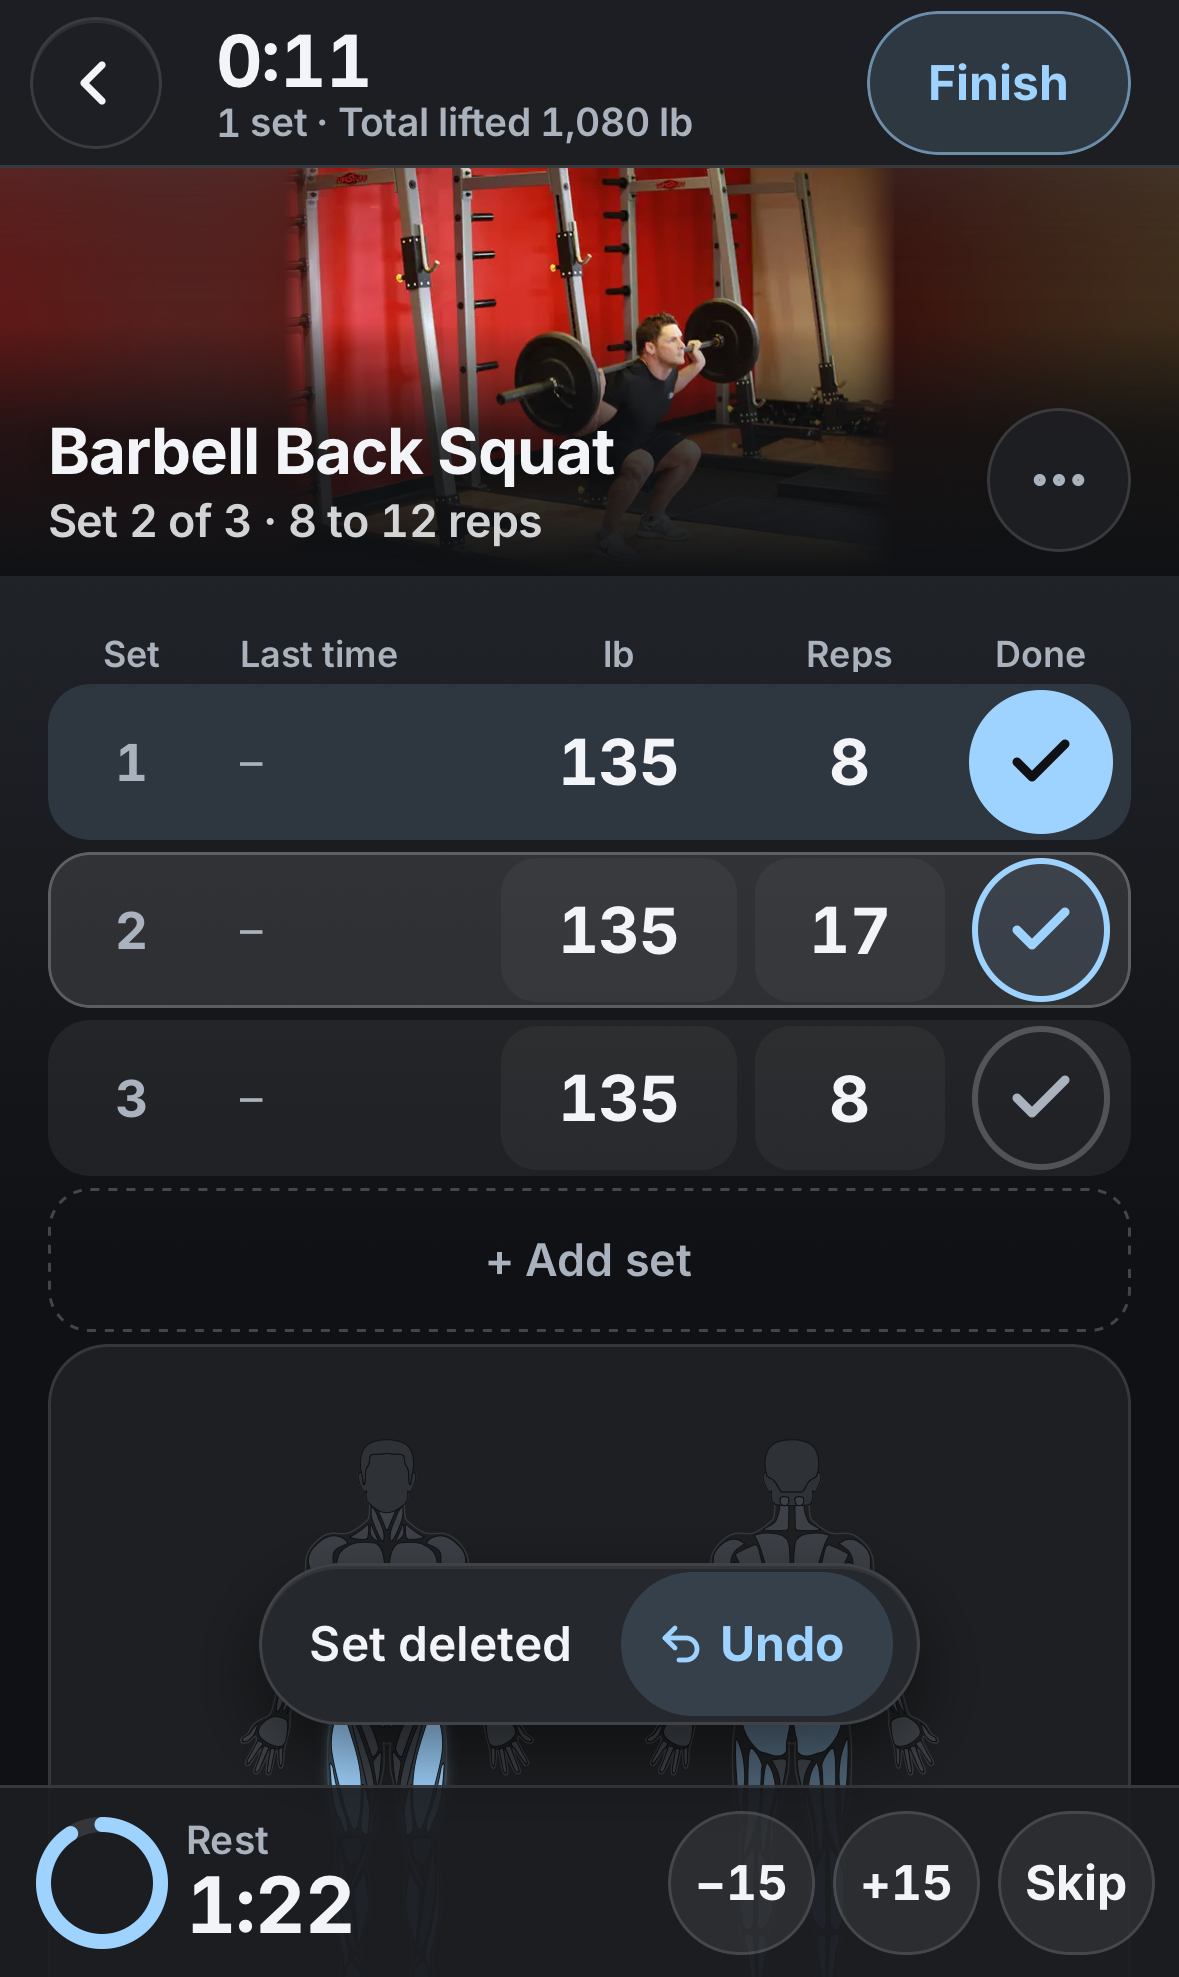 0:11
1 set · Total lifted 1,080 lb
Finish
Barbell Back Squat
Set 2 of 3 · 8 to 12 reps
Set Last time lb Reps Done
1 – 135 8
2 – 135 17
3 – 135 8
+ Add set
Set deleted Undo
Rest
1:22
−15 +15 Skip